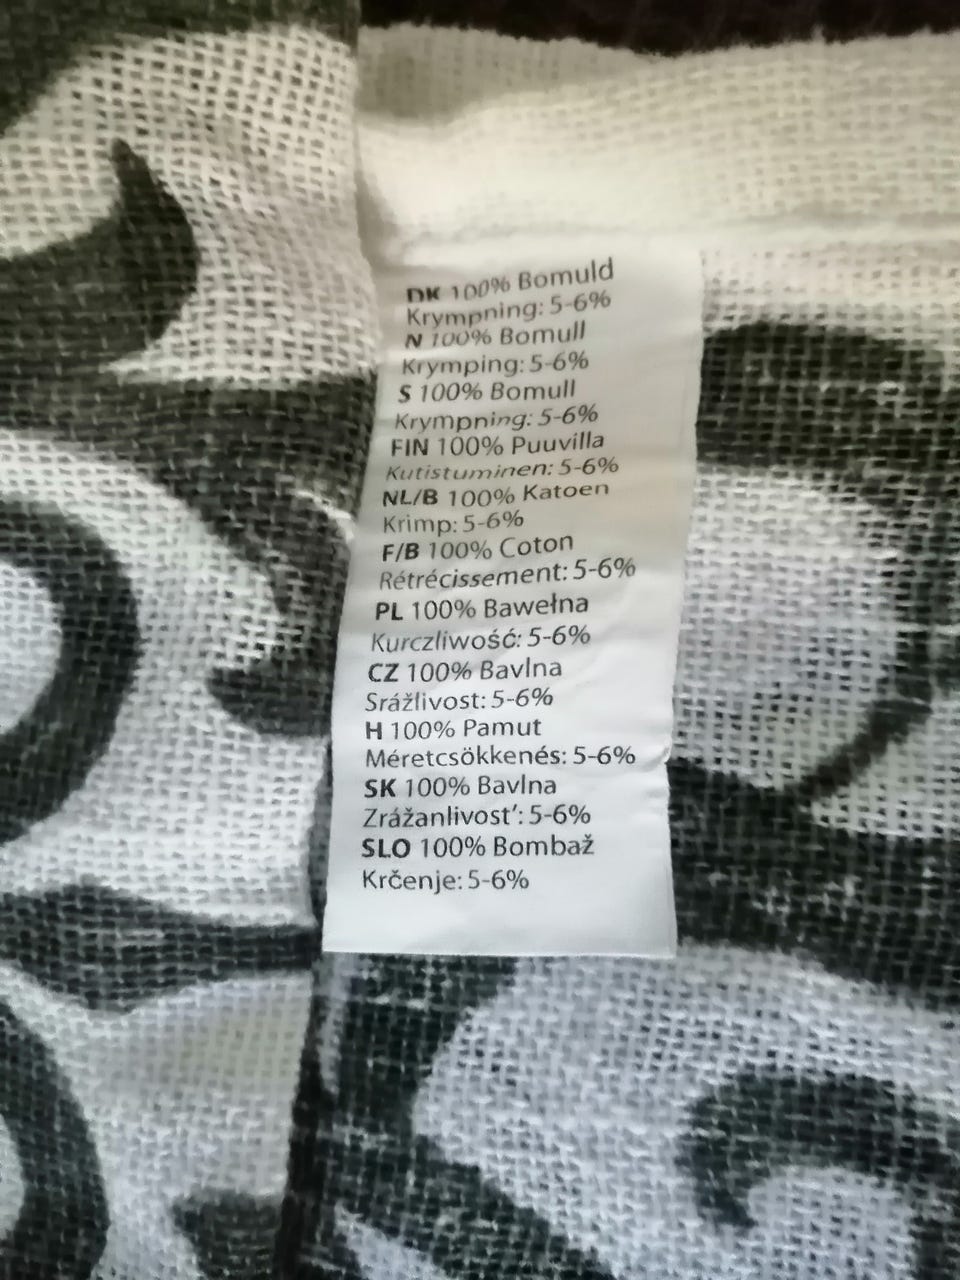 DK 100% Bomuld
Krympning: 5-6%
N 100% Bomull
Krymping: 5-6%
S 100% Bomull
Krympning: 5-6%
FIN 100% Puuvilla
Kutistuminen: 5-6%
NL/B 100% Katoen
Krimp: 5-6%
F/B 100% Coton
Rétrécissement: 5-6%
PL 100% Bawełna
Kurczliwość: 5-6%
CZ 100% Bavlna
Srážlivost: 5-6%
H 100% Pamut
Méretcsökkenés: 5-6%
SK 100% Bavlna
Zrážanlivost': 5-6%
SLO 100% Bombaž
Krčenje: 5-6%